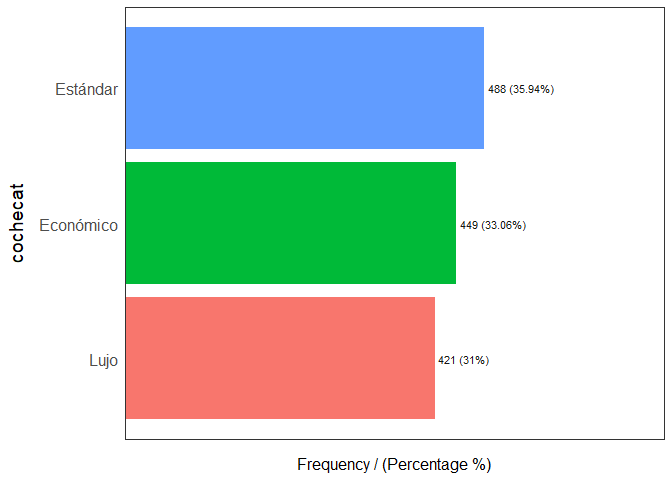 cochecat
Estándar
488 (35.94%)
Económico
449 (33.06%)
Lujo
421 (31%)
Frequency / (Percentage %)